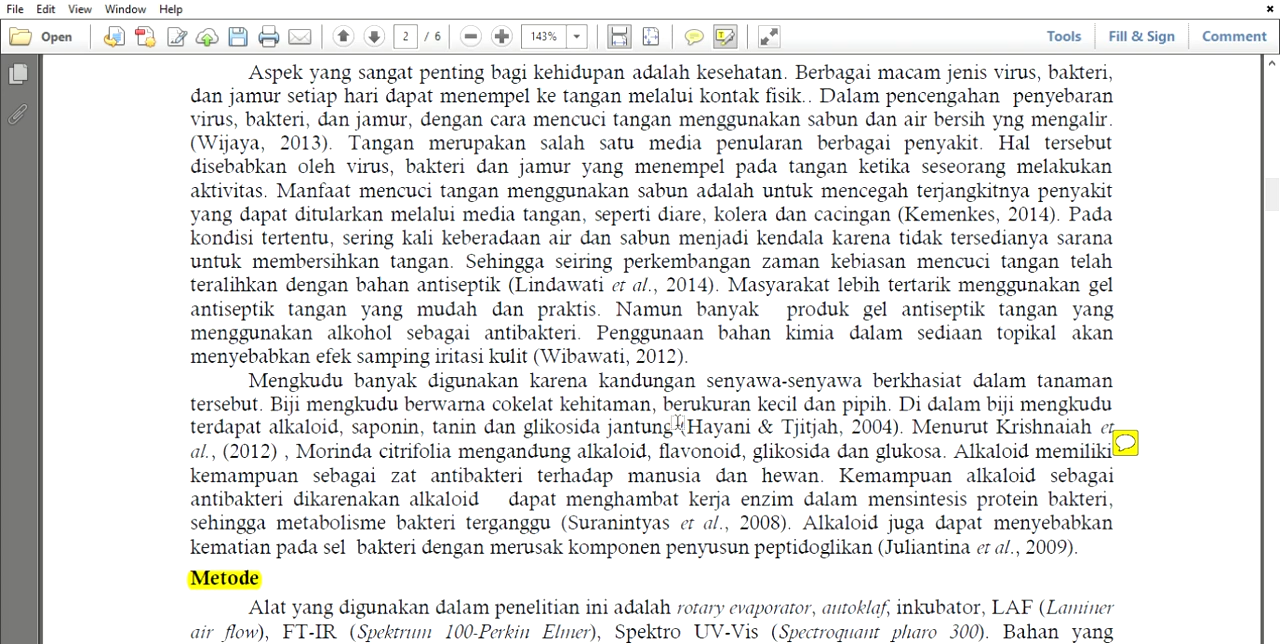 File Edit View Window Help
Open 2 / 6 143% Tools Fill & Sign Comment
Aspek yang sangat penting bagi kehidupan adalah kesehatan. Berbagai macam jenis virus, bakteri,
dan jamur setiap hari dapat menempel ke tangan melalui kontak fisik.. Dalam pencengahan penyebaran
virus, bakteri, dan jamur, dengan cara mencuci tangan menggunakan sabun dan air bersih yng mengalir.
(Wijaya, 2013). Tangan merupakan salah satu media penularan berbagai penyakit. Hal tersebut
disebabkan oleh virus, bakteri dan jamur yang menempel pada tangan ketika seseorang melakukan
aktivitas. Manfaat mencuci tangan menggunakan sabun adalah untuk mencegah terjangkitnya penyakit
yang dapat ditularkan melalui media tangan, seperti diare, kolera dan cacingan (Kemenkes, 2014). Pada
kondisi tertentu, sering kali keberadaan air dan sabun menjadi kendala karena tidak tersedianya sarana
untuk membersihkan tangan. Sehingga seiring perkembangan zaman kebiasan mencuci tangan telah
teralihkan dengan bahan antiseptik (Lindawati et al., 2014). Masyarakat lebih tertarik menggunakan gel
antiseptik tangan yang mudah dan praktis. Namun banyak produk gel antiseptik tangan yang
menggunakan alkohol sebagai antibakteri. Penggunaan bahan kimia dalam sediaan topikal akan
menyebabkan efek samping iritasi kulit (Wibawati, 2012).
Mengkudu banyak digunakan karena kandungan senyawa-senyawa berkhasiat dalam tanaman
tersebut. Biji mengkudu berwarna cokelat kehitaman, berukuran kecil dan pipih. Di dalam biji mengkudu
terdapat alkaloid, saponin, tanin dan glikosida jantung (Hayani & Tjitjah, 2004). Menurut Krishnaiah et
al., (2012) , Morinda citrifolia mengandung alkaloid, flavonoid, glikosida dan glukosa. Alkaloid memiliki
kemampuan sebagai zat antibakteri terhadap manusia dan hewan. Kemampuan alkaloid sebagai
antibakteri dikarenakan alkaloid dapat menghambat kerja enzim dalam mensintesis protein bakteri,
sehingga metabolisme bakteri terganggu (Suranintyas et al., 2008). Alkaloid juga dapat menyebabkan
kematian pada sel bakteri dengan merusak komponen penyusun peptidoglikan (Juliantina et al., 2009).
Metode
Alat yang digunakan dalam penelitian ini adalah rotary evaporator, autoklaf, inkubator, LAF (Laminer
air flow), FT-IR (Spektrum 100-Perkin Elmer), Spektro UV-Vis (Spectroquant pharo 300). Bahan yang